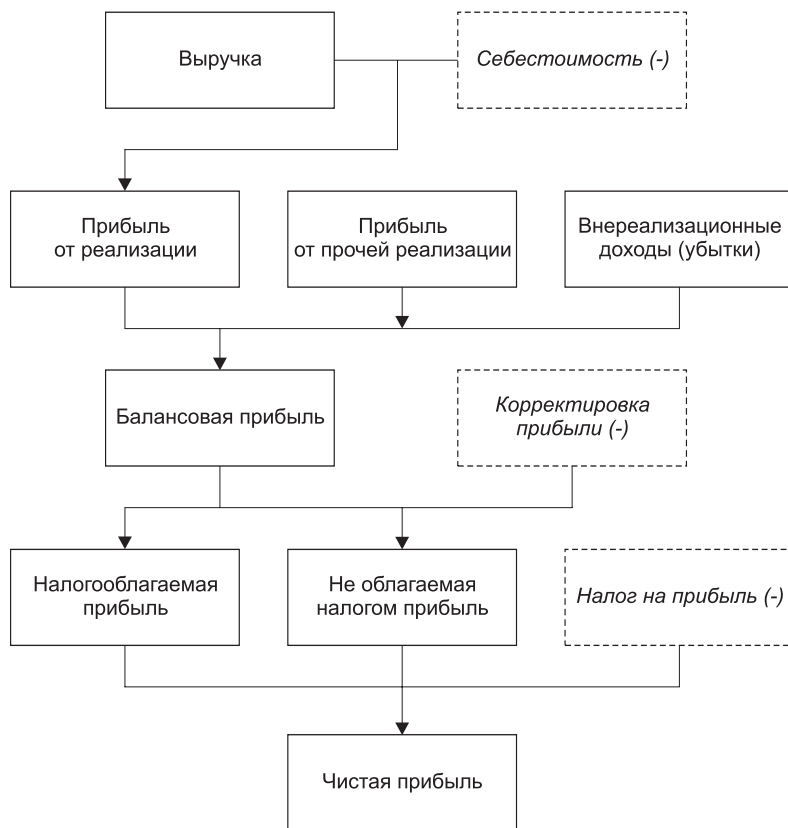 Выручка
Себестоимость (-)
Прибыль
от реализации
Прибыль
от прочей реализации
Внереализационные
доходы (убытки)
Балансовая прибыль
Корректировка
прибыли (-)
Налогооблагаемая
прибыль
Не облагаемая
налогом прибыль
Налог на прибыль (-)
Чистая прибыль